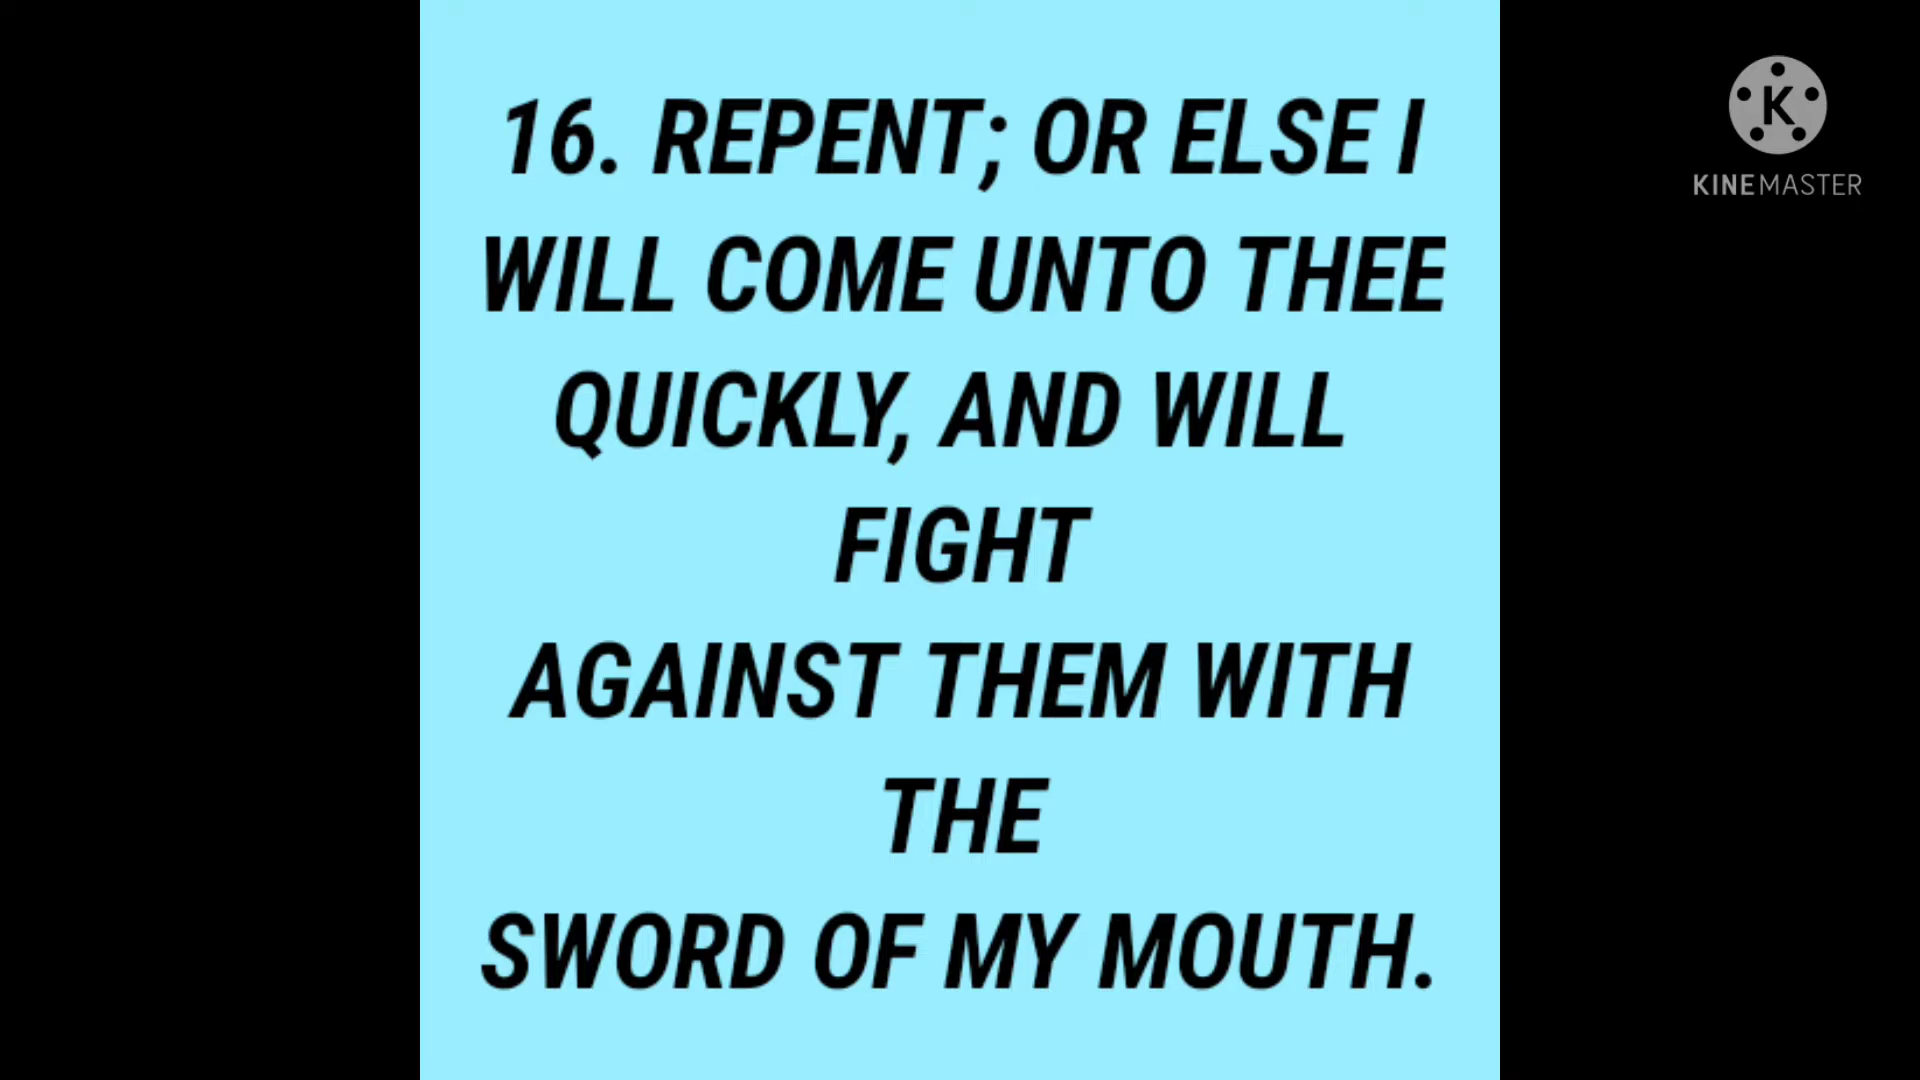 16. REPENT; OR ELSE I
WILL COME UNTO THEE
QUICKLY, AND WILL
FIGHT
AGAINST THEM WITH
THE
SWORD OF MY MOUTH.
K
KINEMASTER